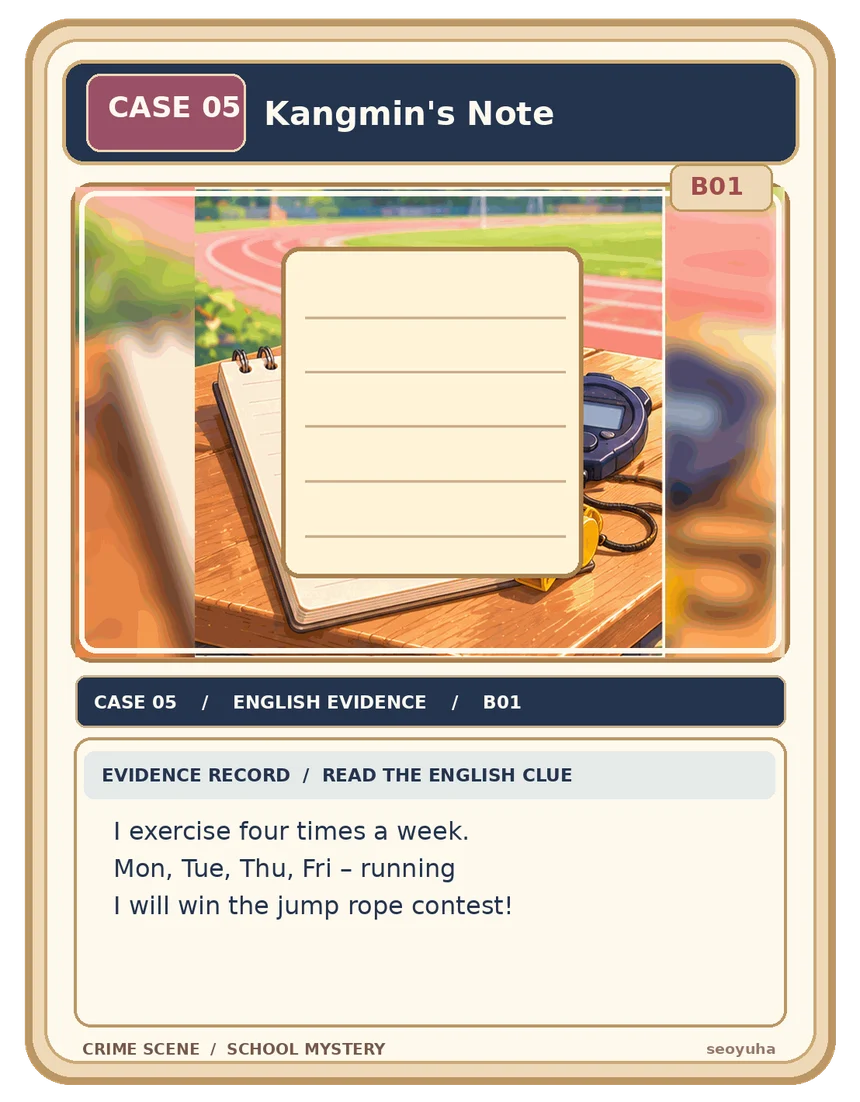 CASE 05 Kangmin's Note
B01
CASE 05 / ENGLISH EVIDENCE / B01
EVIDENCE RECORD / READ THE ENGLISH CLUE
I exercise four times a week.
Mon, Tue, Thu, Fri – running
I will win the jump rope contest!
CRIME SCENE / SCHOOL MYSTERY seoyuha